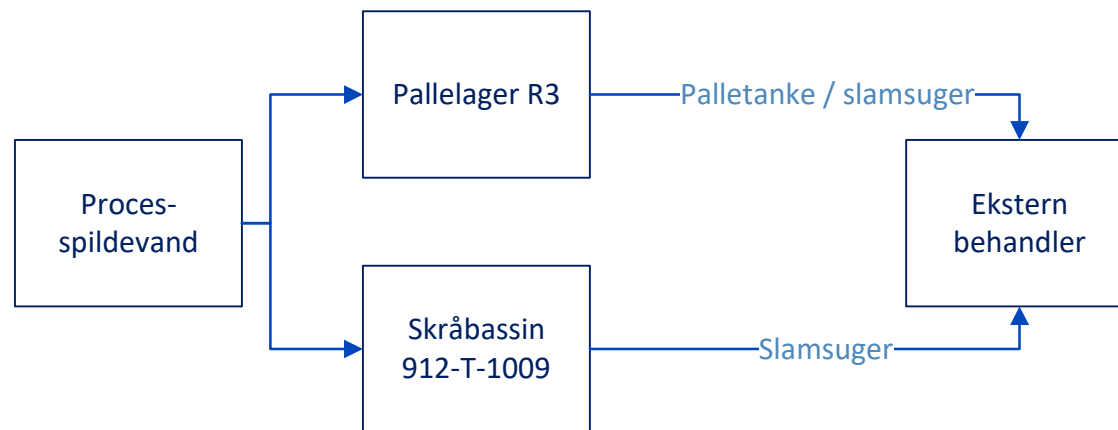 Proces-
spildevand
Pallelager R3
Palletanke / slamsuger
Skråbassin
912-T-1009
Slamsuger
Ekstern
behandler